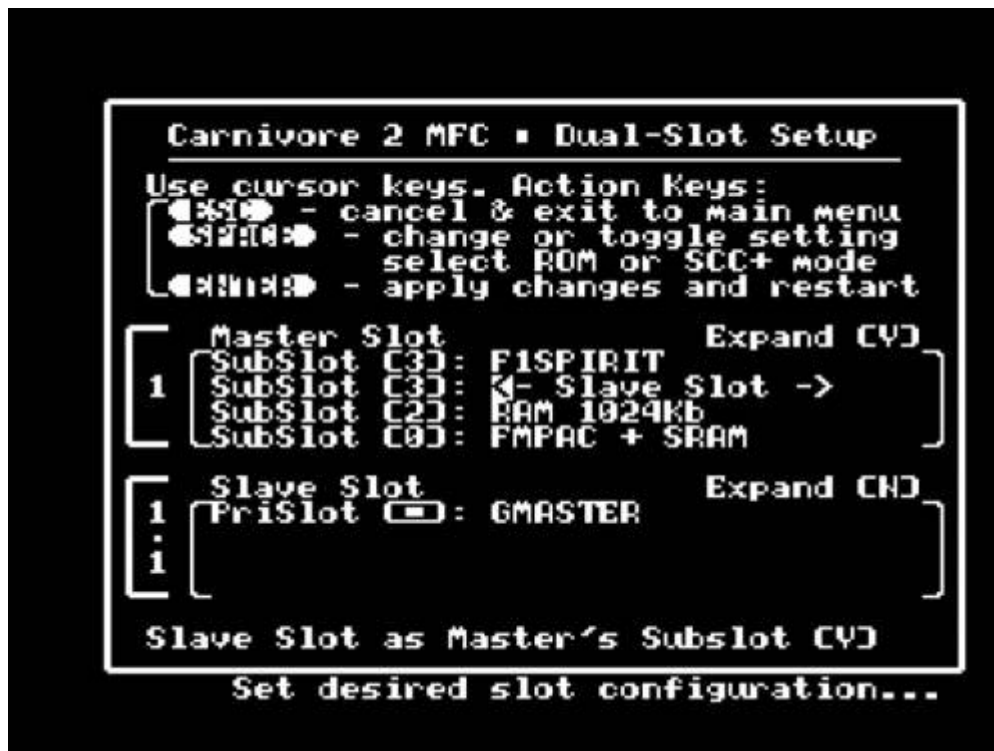 Carnivore 2 MFC ▪ Dual-Slot Setup
Use cursor keys. Action Keys:
ESC - cancel & exit to main menu
SPACE - change or toggle setting
select ROM or SCC+ mode
ENTER - apply changes and restart
Master Slot Expand [Y]
SubSlot [3]: F1SPIRIT
1 SubSlot [3]: <- Slave Slot ->
SubSlot [2]: RAM 1024Kb
SubSlot [0]: FMPAC + SRAM
Slave Slot Expand [N]
1 PriSlot [▪]: GMASTER
.
1
Slave Slot as Master's Subslot [Y]
Set desired slot configuration...